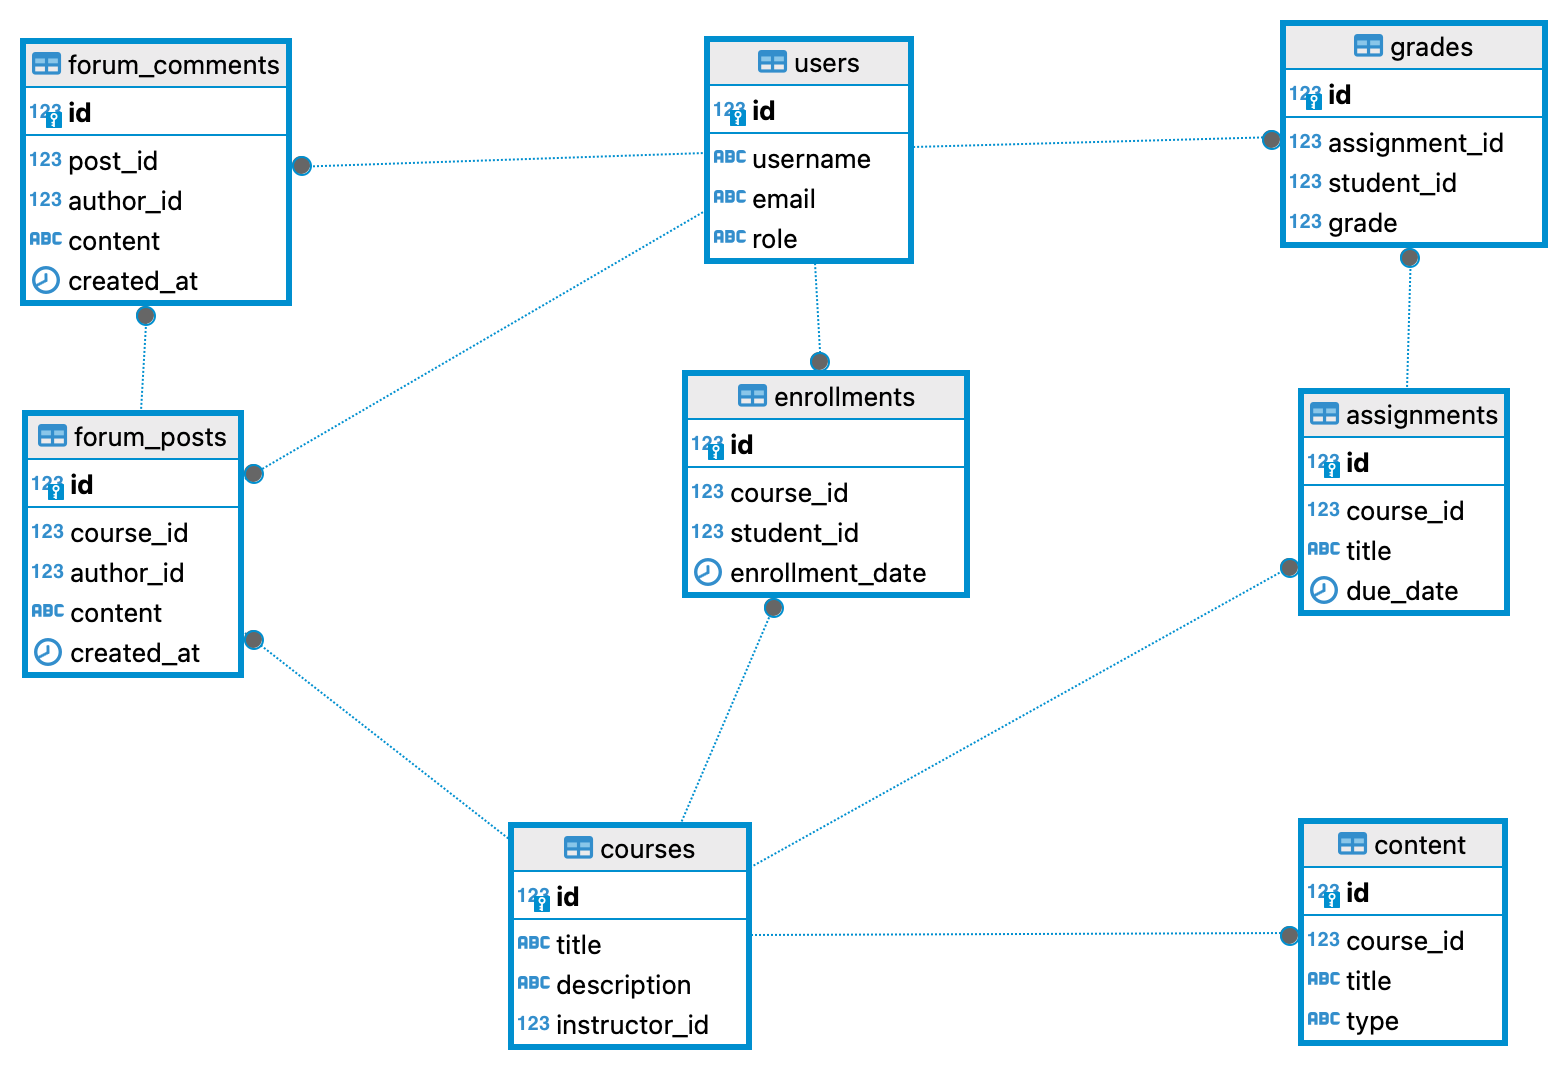 forum_comments
123 id
123 post_id
123 author_id
ABC content
created_at
users
123 id
ABC username
ABC email
ABC role
grades
123 id
123 assignment_id
123 student_id
123 grade
forum_posts
123 id
123 course_id
123 author_id
ABC content
created_at
enrollments
123 id
123 course_id
123 student_id
enrollment_date
assignments
123 id
123 course_id
ABC title
due_date
courses
123 id
ABC title
ABC description
123 instructor_id
content
123 id
123 course_id
ABC title
ABC type